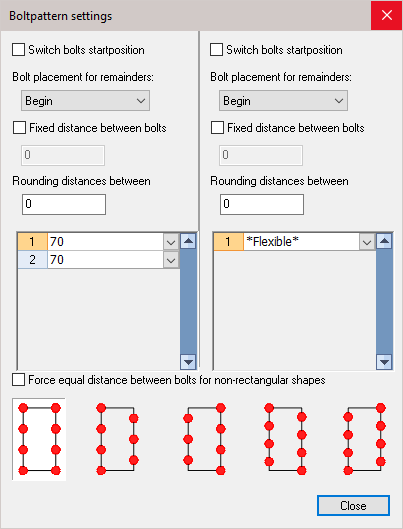 Boltpattern settings
Switch bolts startposition
Bolt placement for remainders:
Begin
Fixed distance between bolts
0
Rounding distances between
0
1 70
2 70
Switch bolts startposition
Bolt placement for remainders:
Begin
Fixed distance between bolts
0
Rounding distances between
0
1 *Flexible*
Force equal distance between bolts for non-rectangular shapes
Close